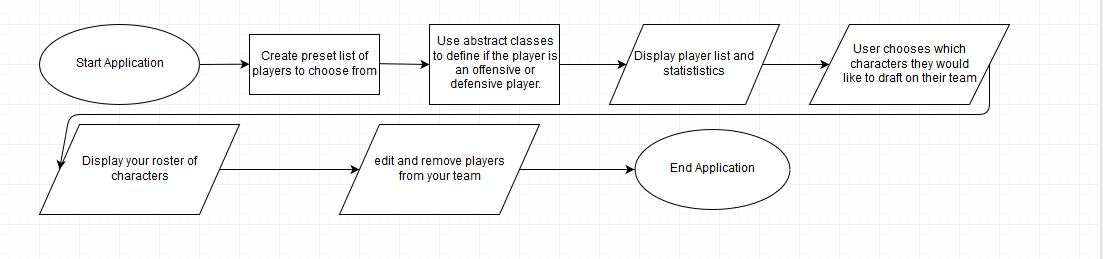 Start Application
Create preset list of
players to choose from
Use abstract classes
to define if the player is
an offensive or
defensive player.
Display player list and
statististics
User chooses which
characters they would
like to draft on their team
Display your roster of
characters
edit and remove players
from your team
End Application